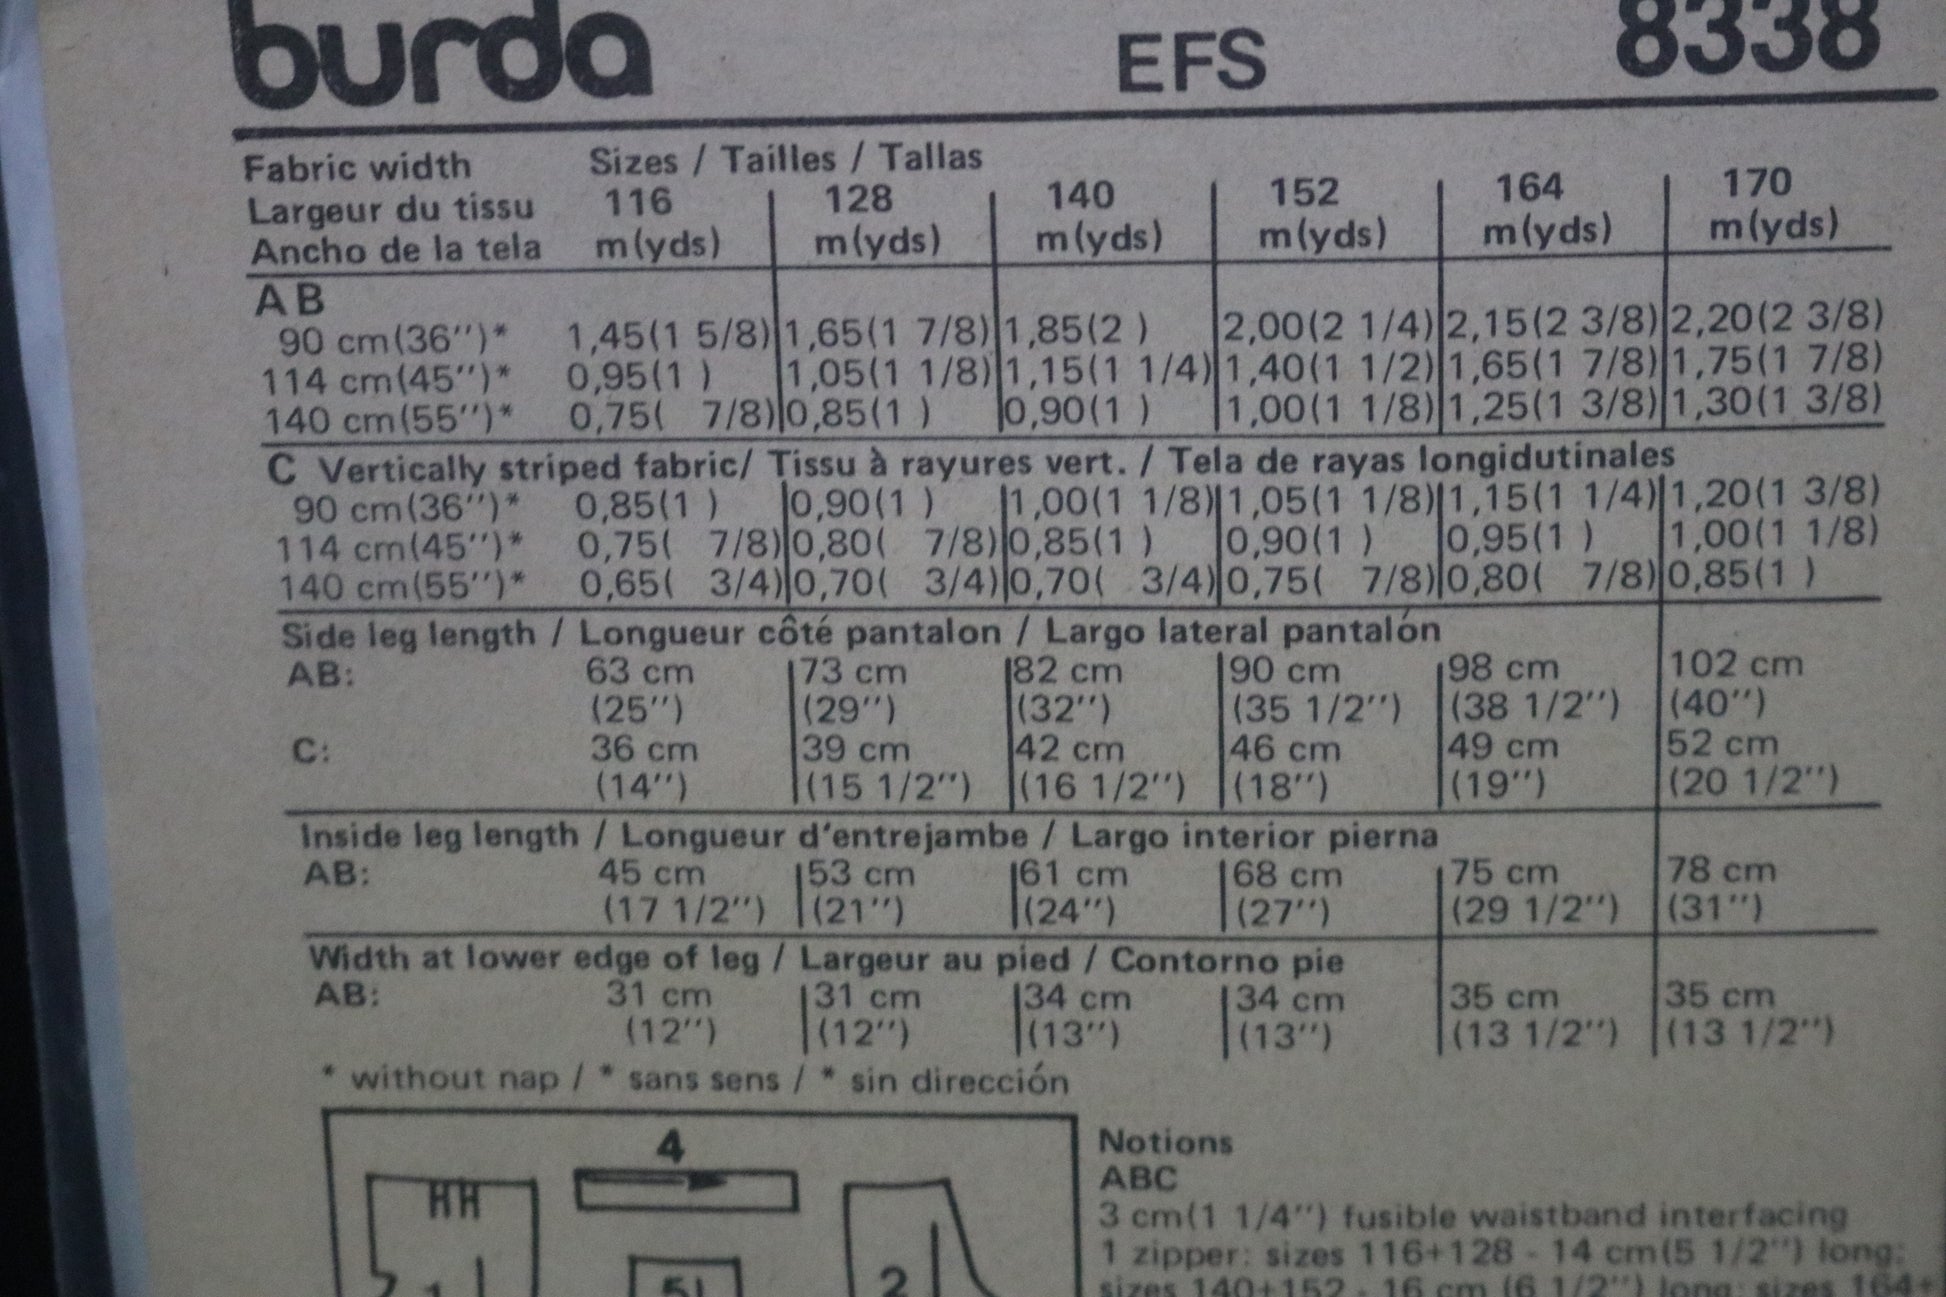 burda EFS 8338
Fabric width Sizes / Tailles / Tallas
Largeur du tissu 116 128 140 152 164 170
Ancho de la tela m(yds) m(yds) m(yds) m(yds) m(yds) m(yds)
A B
90 cm(36'')* 1,45(1 5/8) 1,65(1 7/8) 1,85(2 ) 2,00(2 1/4) 2,15(2 3/8) 2,20(2 3/8)
114 cm(45'')* 0,95(1 ) 1,05(1 1/8) 1,15(1 1/4) 1,40(1 1/2) 1,65(1 7/8) 1,75(1 7/8)
140 cm(55'')* 0,75( 7/8) 0,85(1 ) 0,90(1 ) 1,00(1 1/8) 1,25(1 3/8) 1,30(1 3/8)
C Vertically striped fabric/ Tissu à rayures vert. / Tela de rayas longidutinales
90 cm(36'')* 0,85(1 ) 0,90(1 ) 1,00(1 1/8) 1,05(1 1/8) 1,15(1 1/4) 1,20(1 3/8)
114 cm(45'')* 0,75( 7/8) 0,80( 7/8) 0,85(1 ) 0,90(1 ) 0,95(1 ) 1,00(1 1/8)
140 cm(55'')* 0,65( 3/4) 0,70( 3/4) 0,70( 3/4) 0,75( 7/8) 0,80( 7/8) 0,85(1 )
Side leg length / Longueur côté pantalon / Largo lateral pantalón
AB: 63 cm 73 cm 82 cm 90 cm 98 cm 102 cm
(25'') (29'') (32'') (35 1/2'') (38 1/2'') (40'')
C: 36 cm 39 cm 42 cm 46 cm 49 cm 52 cm
(14'') (15 1/2'') (16 1/2'') (18'') (19'') (20 1/2'')
Inside leg length / Longueur d'entrejambe / Largo interior pierna
AB: 45 cm 53 cm 61 cm 68 cm 75 cm 78 cm
(17 1/2'') (21'') (24'') (27'') (29 1/2'') (31'')
Width at lower edge of leg / Largeur au pied / Contorno pie
AB: 31 cm 31 cm 34 cm 34 cm 35 cm 35 cm
(12'') (12'') (13'') (13'') (13 1/2'') (13 1/2'')
* without nap / * sans sens / * sin dirección
4
1 5 2
Notions
ABC
3 cm(1 1/4'') fusible waistband interfacing
1 zipper: sizes 116+128 - 14 cm(5 1/2'') long;
sizes 140+152 - 16 cm (6 1/2'') long; sizes 164+